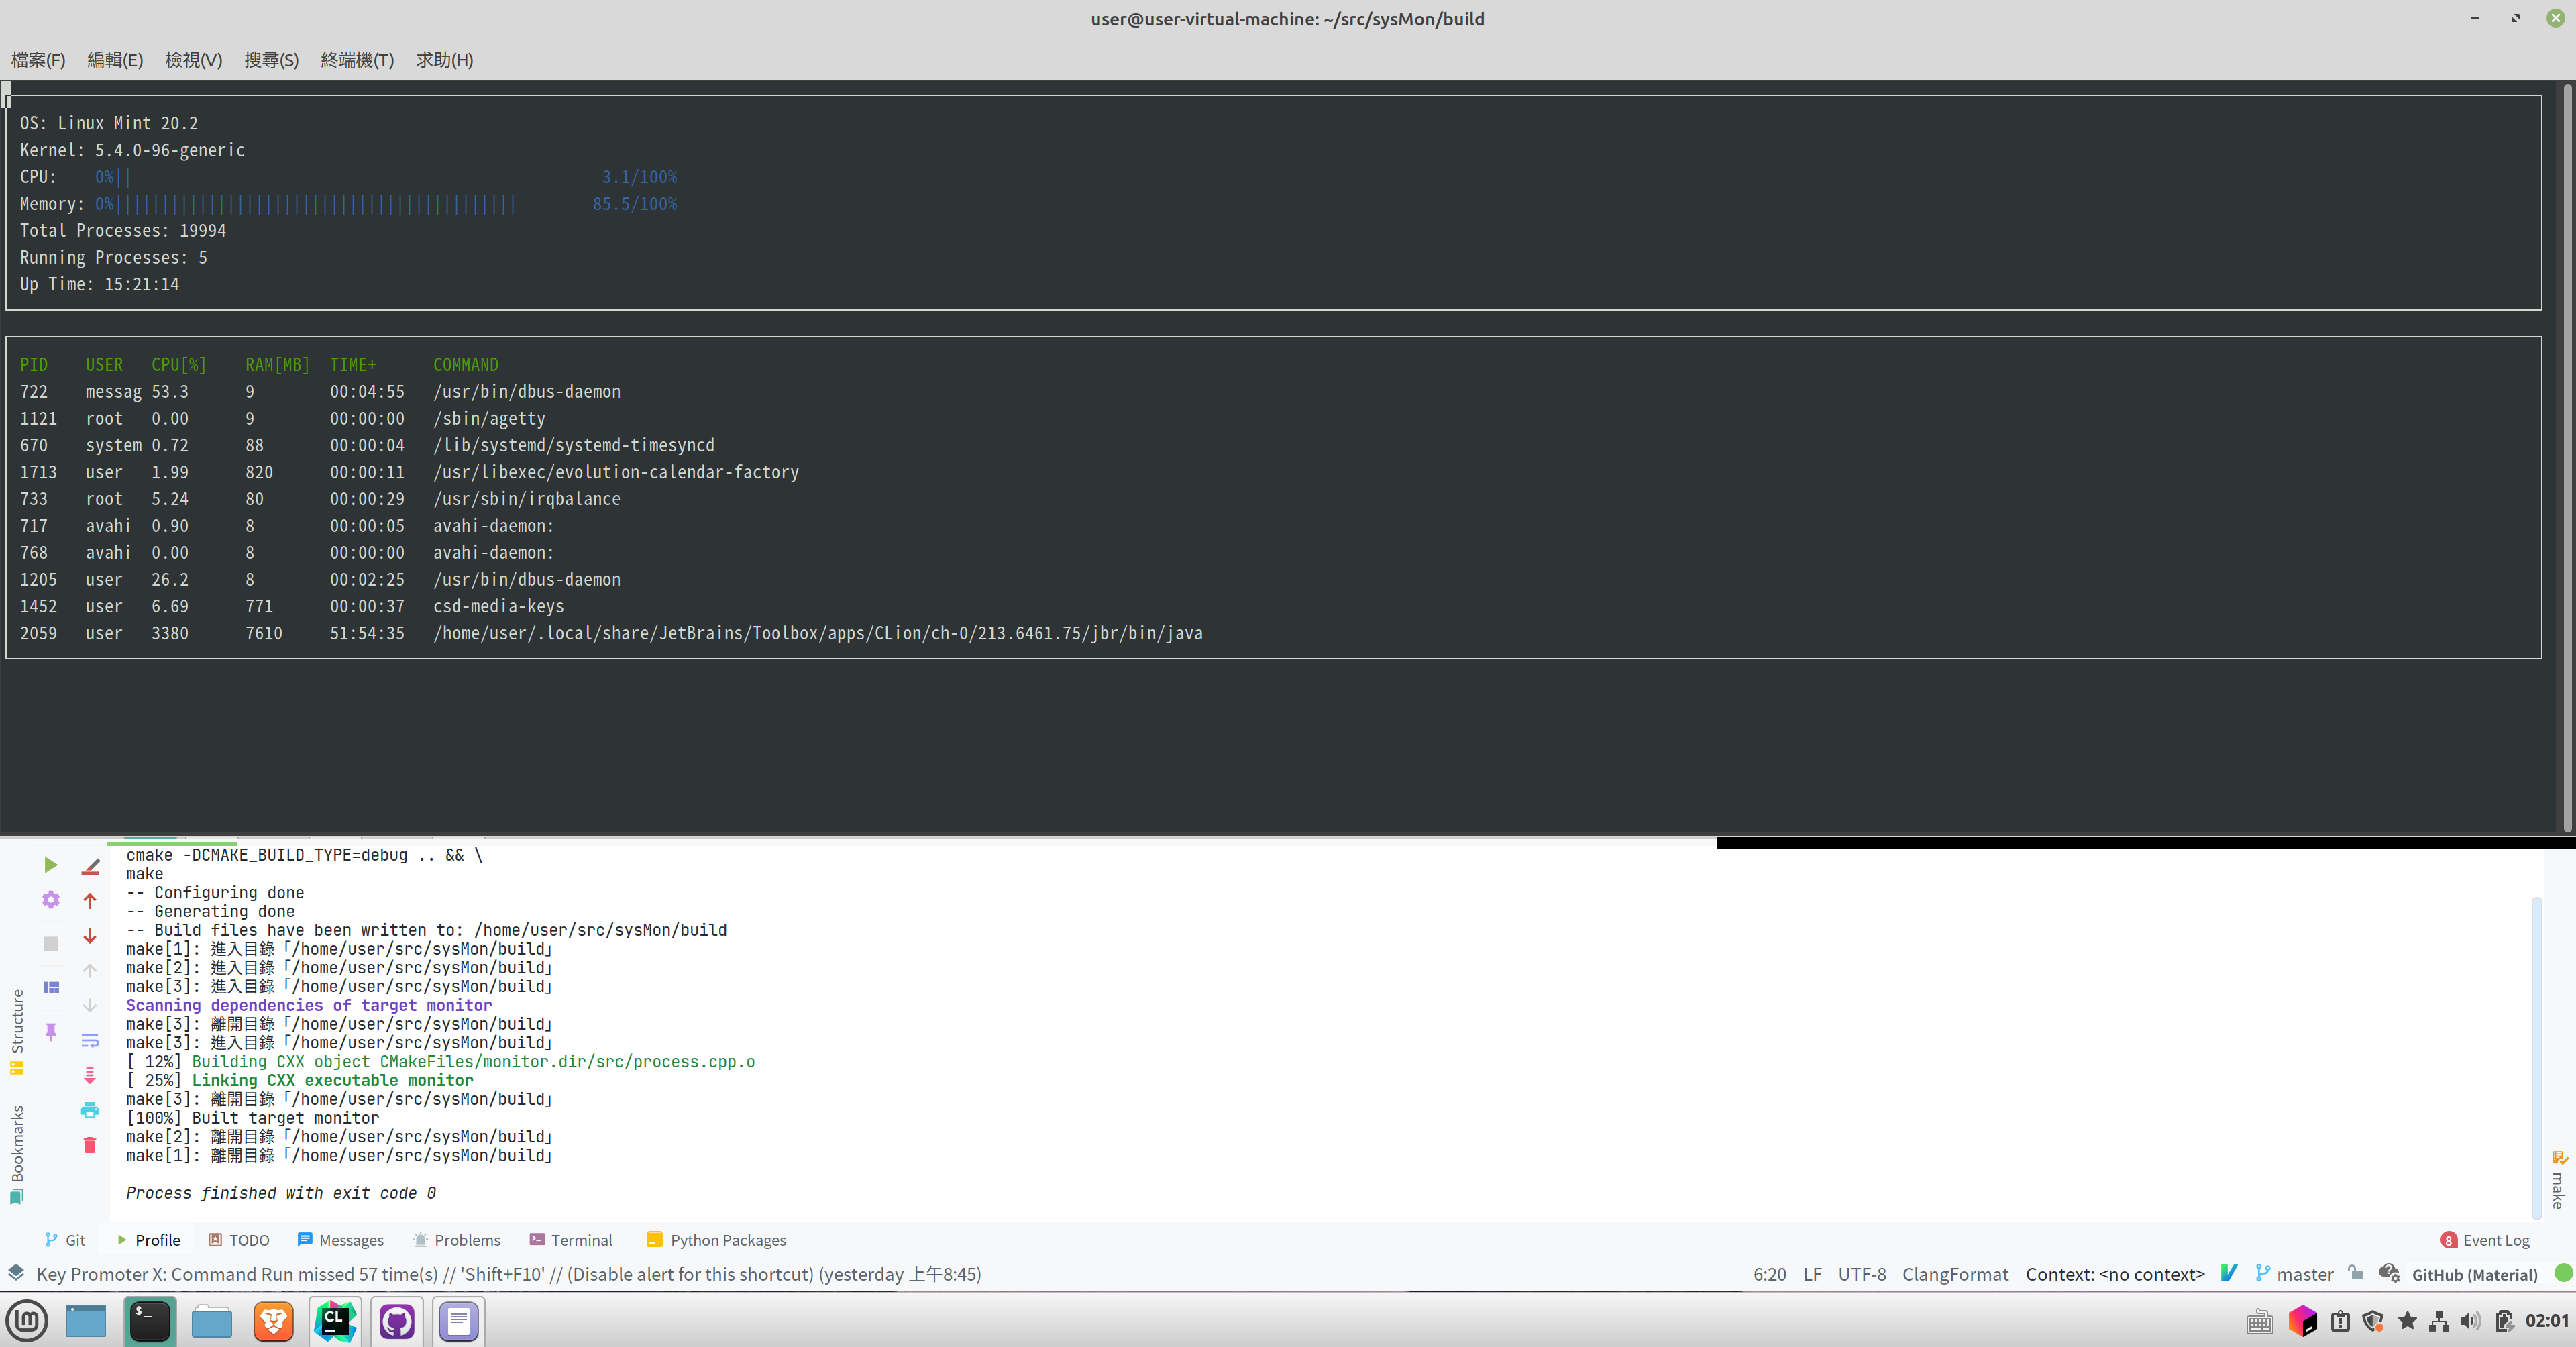 user@user-virtual-machine: ~/src/sysMon/build
檔案(F) 編輯(E) 檢視(V) 搜尋(S) 終端機(T) 求助(H)
OS: Linux Mint 20.2
Kernel: 5.4.0-96-generic
CPU: 0%|| 3.1/100%
Memory: 0%||||||||||||||||||||||||||||||||||||||||||| 85.5/100%
Total Processes: 19994
Running Processes: 5
Up Time: 15:21:14
PID USER CPU[%] RAM[MB] TIME+ COMMAND
722 messag 53.3 9 00:04:55 /usr/bin/dbus-daemon
1121 root 0.00 9 00:00:00 /sbin/agetty
670 system 0.72 88 00:00:04 /lib/systemd/systemd-timesyncd
1713 user 1.99 820 00:00:11 /usr/libexec/evolution-calendar-factory
733 root 5.24 80 00:00:29 /usr/sbin/irqbalance
717 avahi 0.90 8 00:00:05 avahi-daemon:
768 avahi 0.00 8 00:00:00 avahi-daemon:
1205 user 26.2 8 00:02:25 /usr/bin/dbus-daemon
1452 user 6.69 771 00:00:37 csd-media-keys
2059 user 3380 7610 51:54:35 /home/user/.local/share/JetBrains/Toolbox/apps/CLion/ch-0/213.6461.75/jbr/bin/java
cmake -DCMAKE_BUILD_TYPE=debug .. && \
make
-- Configuring done
-- Generating done
-- Build files have been written to: /home/user/src/sysMon/build
make[1]: 進入目錄「/home/user/src/sysMon/build」
make[2]: 進入目錄「/home/user/src/sysMon/build」
make[3]: 進入目錄「/home/user/src/sysMon/build」
Scanning dependencies of target monitor
make[3]: 離開目錄「/home/user/src/sysMon/build」
make[3]: 進入目錄「/home/user/src/sysMon/build」
[ 12%] Building CXX object CMakeFiles/monitor.dir/src/process.cpp.o
[ 25%] Linking CXX executable monitor
make[3]: 離開目錄「/home/user/src/sysMon/build」
[100%] Built target monitor
make[2]: 離開目錄「/home/user/src/sysMon/build」
make[1]: 離開目錄「/home/user/src/sysMon/build」
Process finished with exit code 0
Structure
Bookmarks
make
Git Profile TODO Messages Problems Terminal Python Packages 8 Event Log
Key Promoter X: Command Run missed 57 time(s) // 'Shift+F10' // (Disable alert for this shortcut) (yesterday 上午8:45) 6:20 LF UTF-8 ClangFormat Context: <no context> master GitHub (Material)
$_ CL 02:01